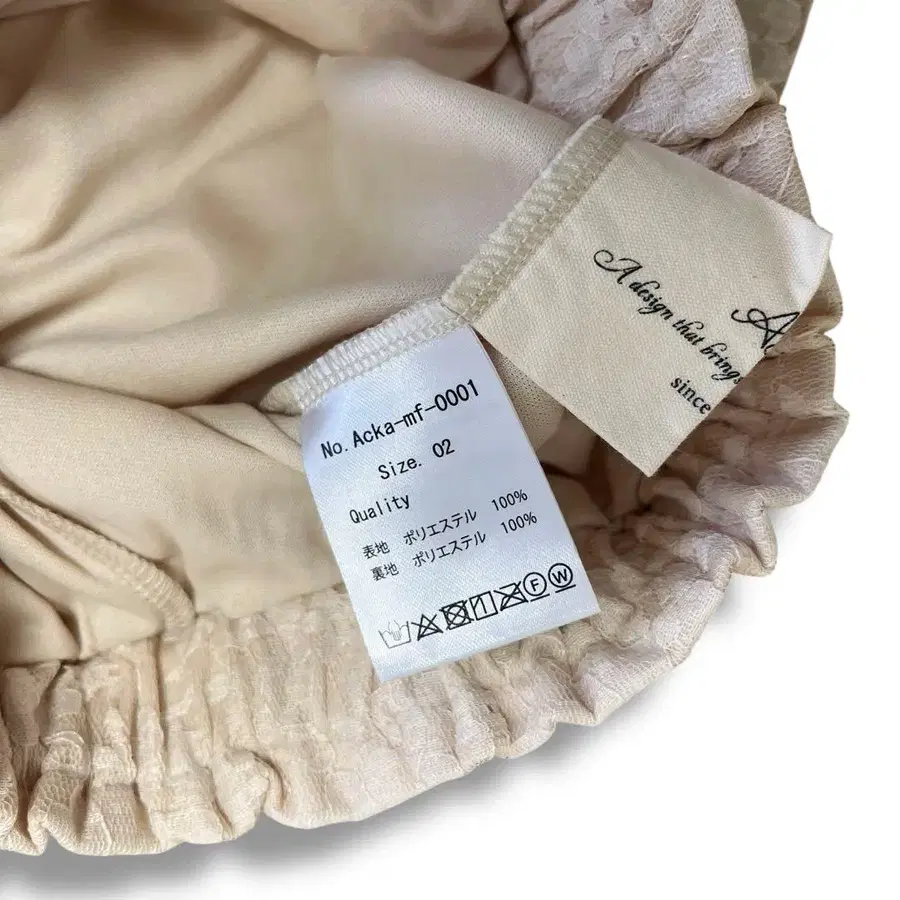 No. Acka-mf-0001
Size. 02
Quality
表地 ポリエステル 100%
裏地 ポリエステル 100%
F W
A design that brings
since